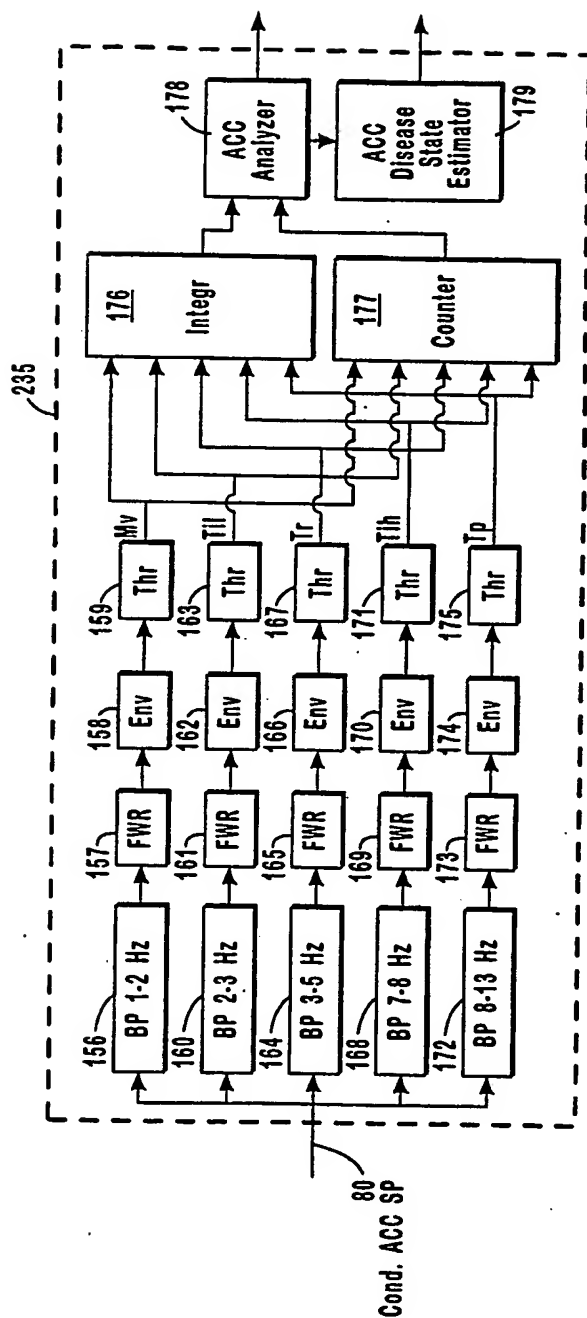 235
156
BP 1-2 Hz
157
FWR
158
Env
159
Thr
Mv
160
BP 2-3 Hz
161
FWR
162
Env
163
Thr
Til
164
BP 3-5 Hz
165
FWR
166
Env
167
Thr
Tr
168
BP 7-8 Hz
169
FWR
170
Env
171
Thr
Tih
172
BP 8-13 Hz
173
FWR
174
Env
175
Thr
Tp
176
Integr
177
Counter
178
ACC
Analyzer
ACC
Disease
State
Estimator
179
80
Cond. ACC SP